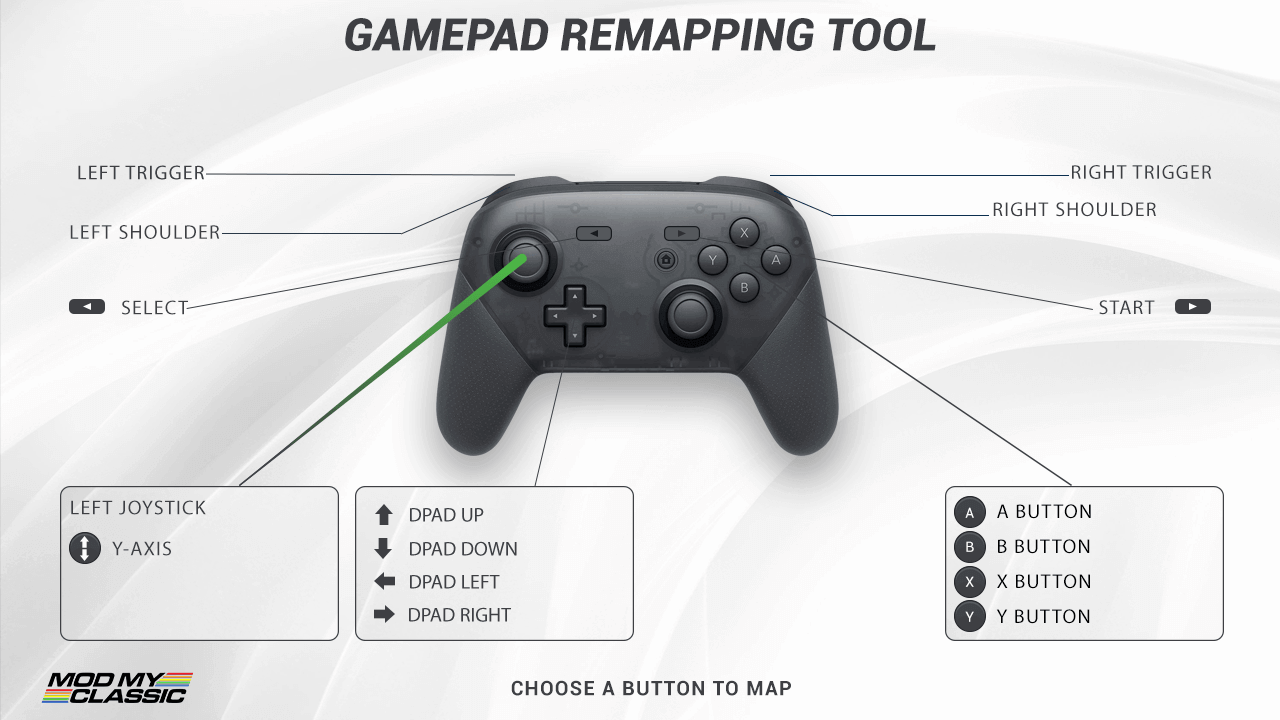 GAMEPAD REMAPPING TOOL
LEFT TRIGGER
RIGHT TRIGGER
RIGHT SHOULDER
LEFT SHOULDER
X
Y
A
B
SELECT
START
LEFT JOYSTICK
Y-AXIS
DPAD UP
DPAD DOWN
DPAD LEFT
DPAD RIGHT
A A BUTTON
B B BUTTON
X X BUTTON
Y Y BUTTON
MOD MY
CLASSIC
CHOOSE A BUTTON TO MAP